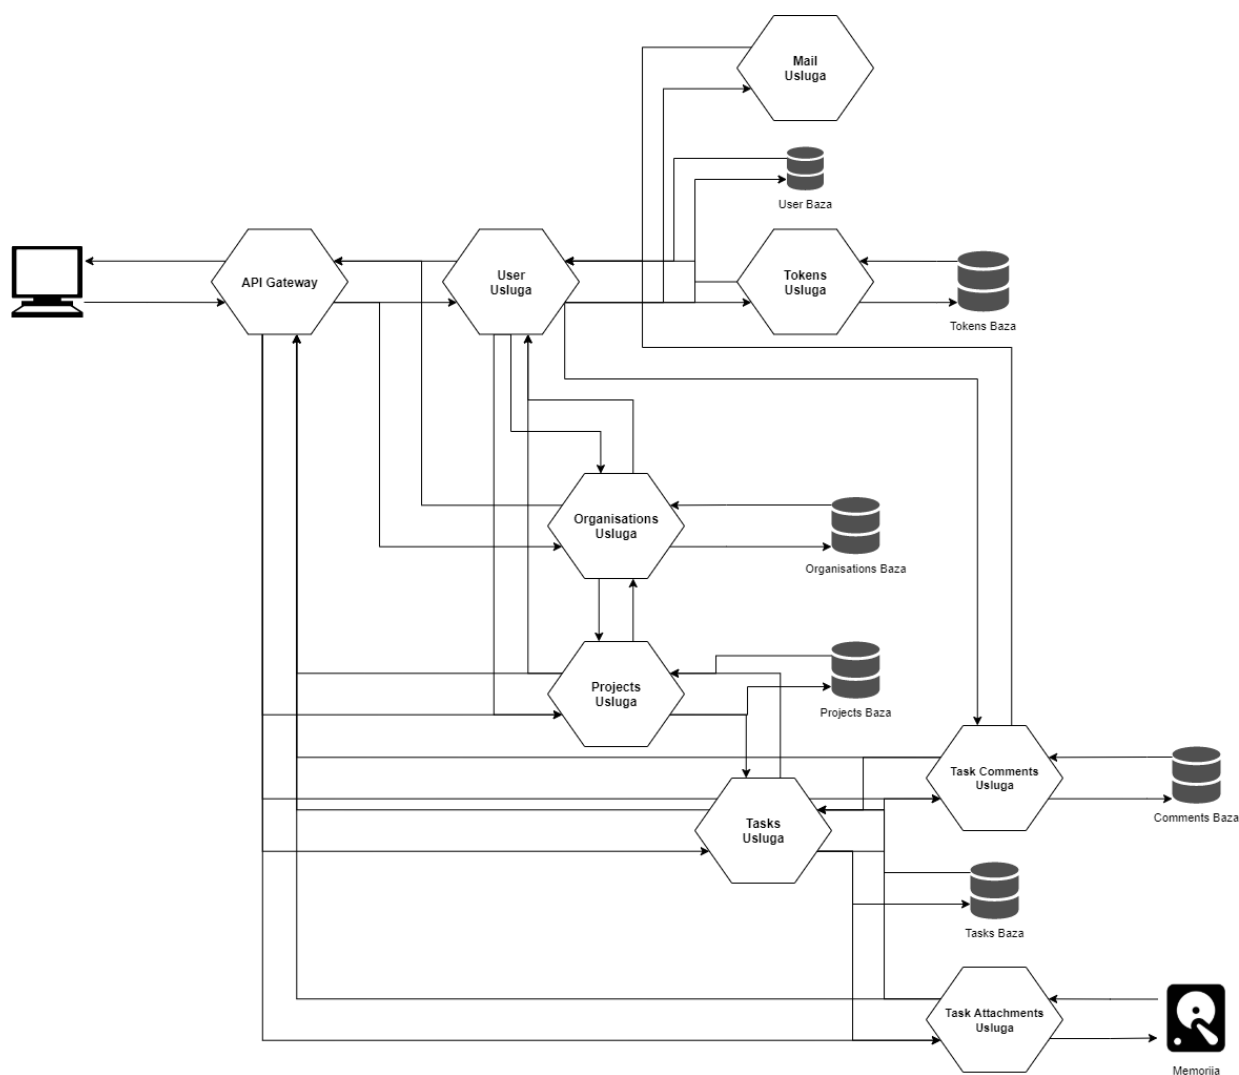 Mail
Usluga
User Baza
API Gateway
User
Usluga
Tokens
Usluga
Tokens Baza
Organisations
Usluga
Organisations Baza
Projects
Usluga
Projects Baza
Task Comments
Usluga
Comments Baza
Tasks
Usluga
Tasks Baza
Task Attachments
Usluga
Memorija